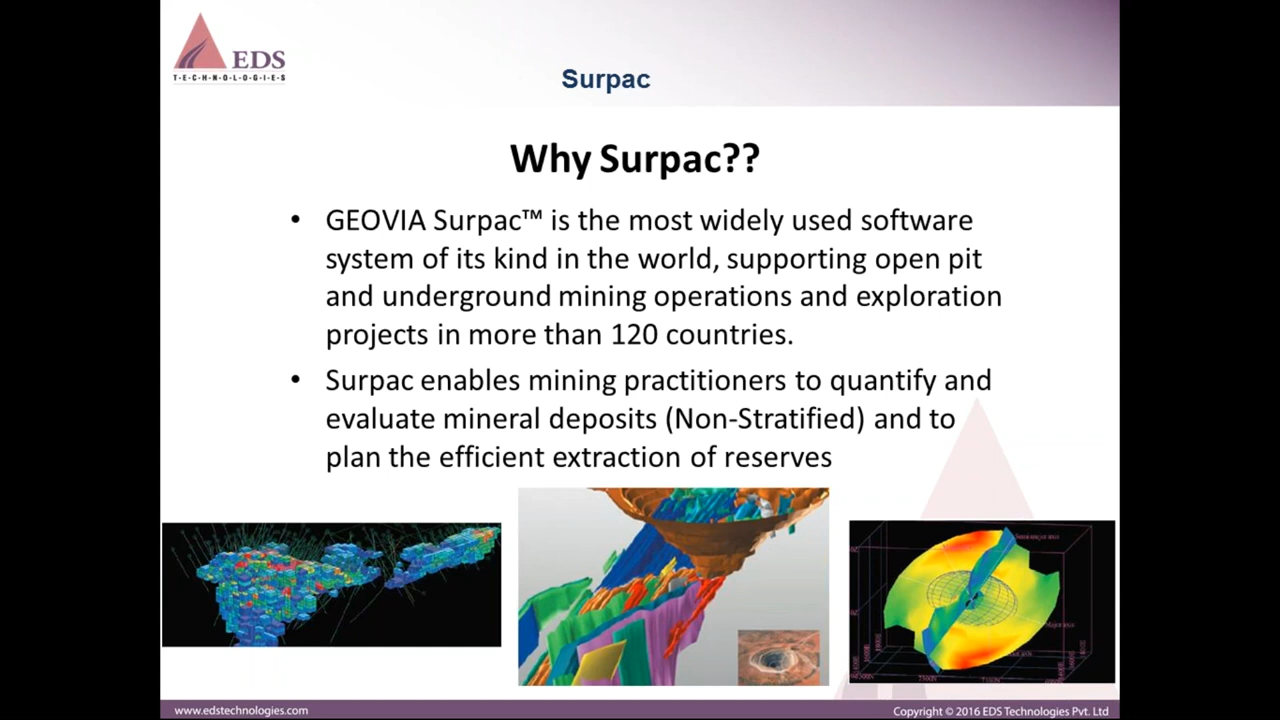 EDS
T·E·C·H·N·O·L·O·G·I·E·S
Surpac
Why Surpac??
• GEOVIA Surpac™ is the most widely used software
system of its kind in the world, supporting open pit
and underground mining operations and exploration
projects in more than 120 countries.
• Surpac enables mining practitioners to quantify and
evaluate mineral deposits (Non-Stratified) and to
plan the efficient extraction of reserves
www.edstechnologies.com
Copyright © 2016 EDS Technologies Pvt. Ltd